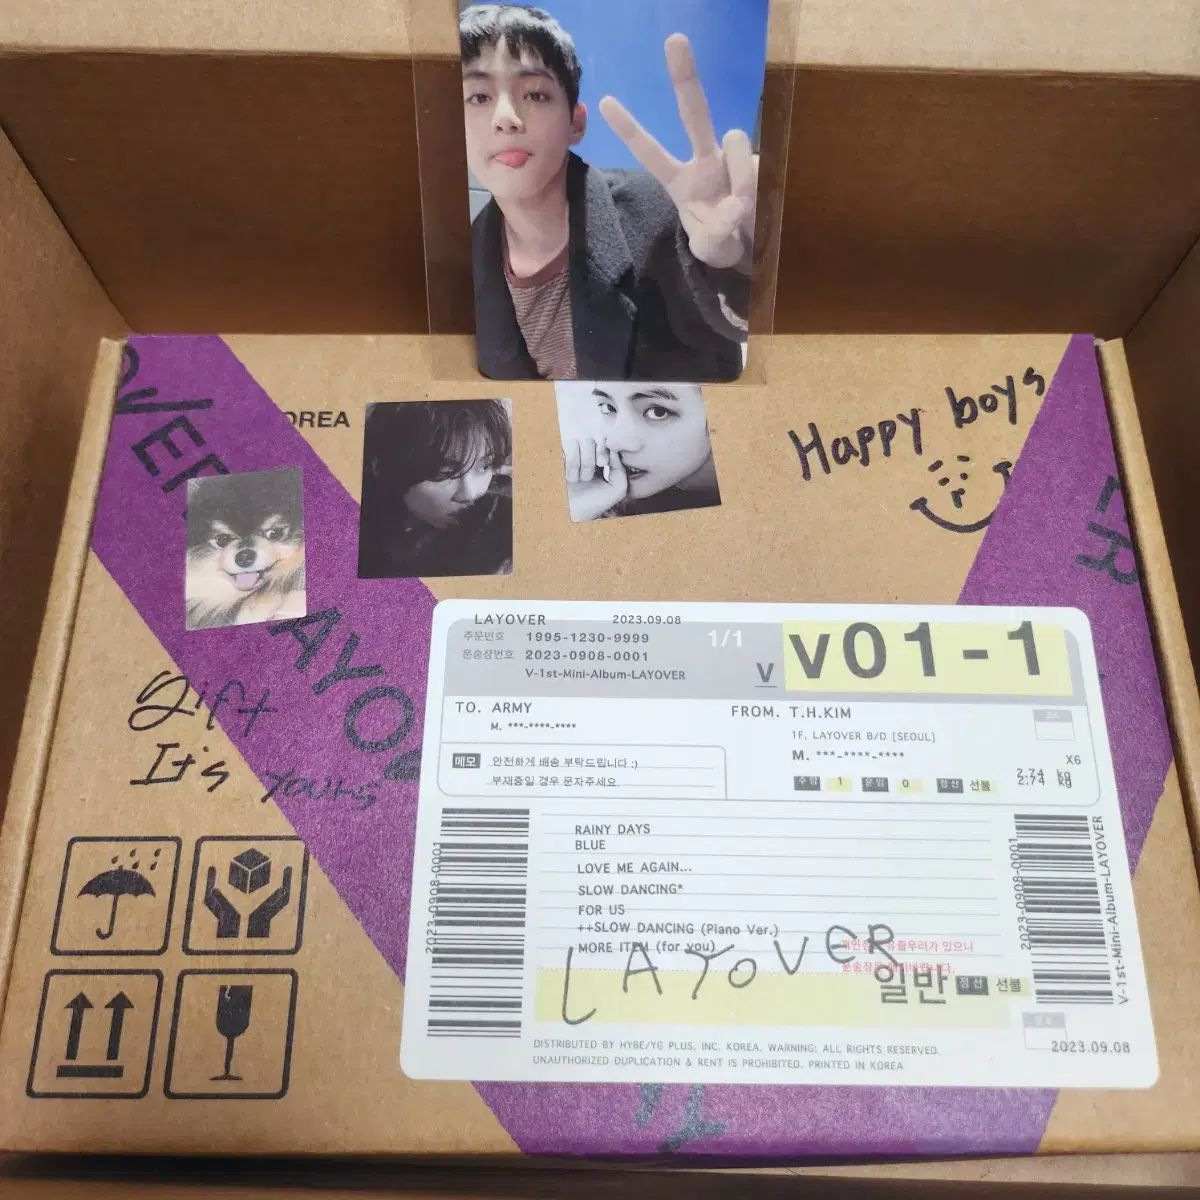 OVER
KOREA
Happy boys
LAYOVER
gift
It's yours
LAYOVER 2023.09.08
주문번호 1995-1230-9999
운송장번호 2023-0908-0001
V-1st-Mini-Album-LAYOVER
1/1
V
V01-1
TO. ARMY
M. ***-****-****
FROM. T.H.KIM
1F, LAYOVER B/D [SEOUL]
M. ***-****-****
메모 안전하게 배송 부탁드립니다 :)
부재중일 경우 문자주세요.
수량 1 운임 0 정산 선불
X6
2.74 kg
RAINY DAYS
BLUE
LOVE ME AGAIN...
SLOW DANCING*
FOR US
++SLOW DANCING (Piano Ver.)
MORE ITEM (for you)
LAYOVER
일반 정산 선불
2023-0908-0001
2023-0908-0001
V-1st-Mini-Album-LAYOVER
2023.09.08
DISTRIBUTED BY HYBE/YG PLUS, INC. KOREA. WARNING: ALL RIGHTS RESERVED.
UNAUTHORIZED DUPLICATION & RENT IS PROHIBITED. PRINTED IN KOREA